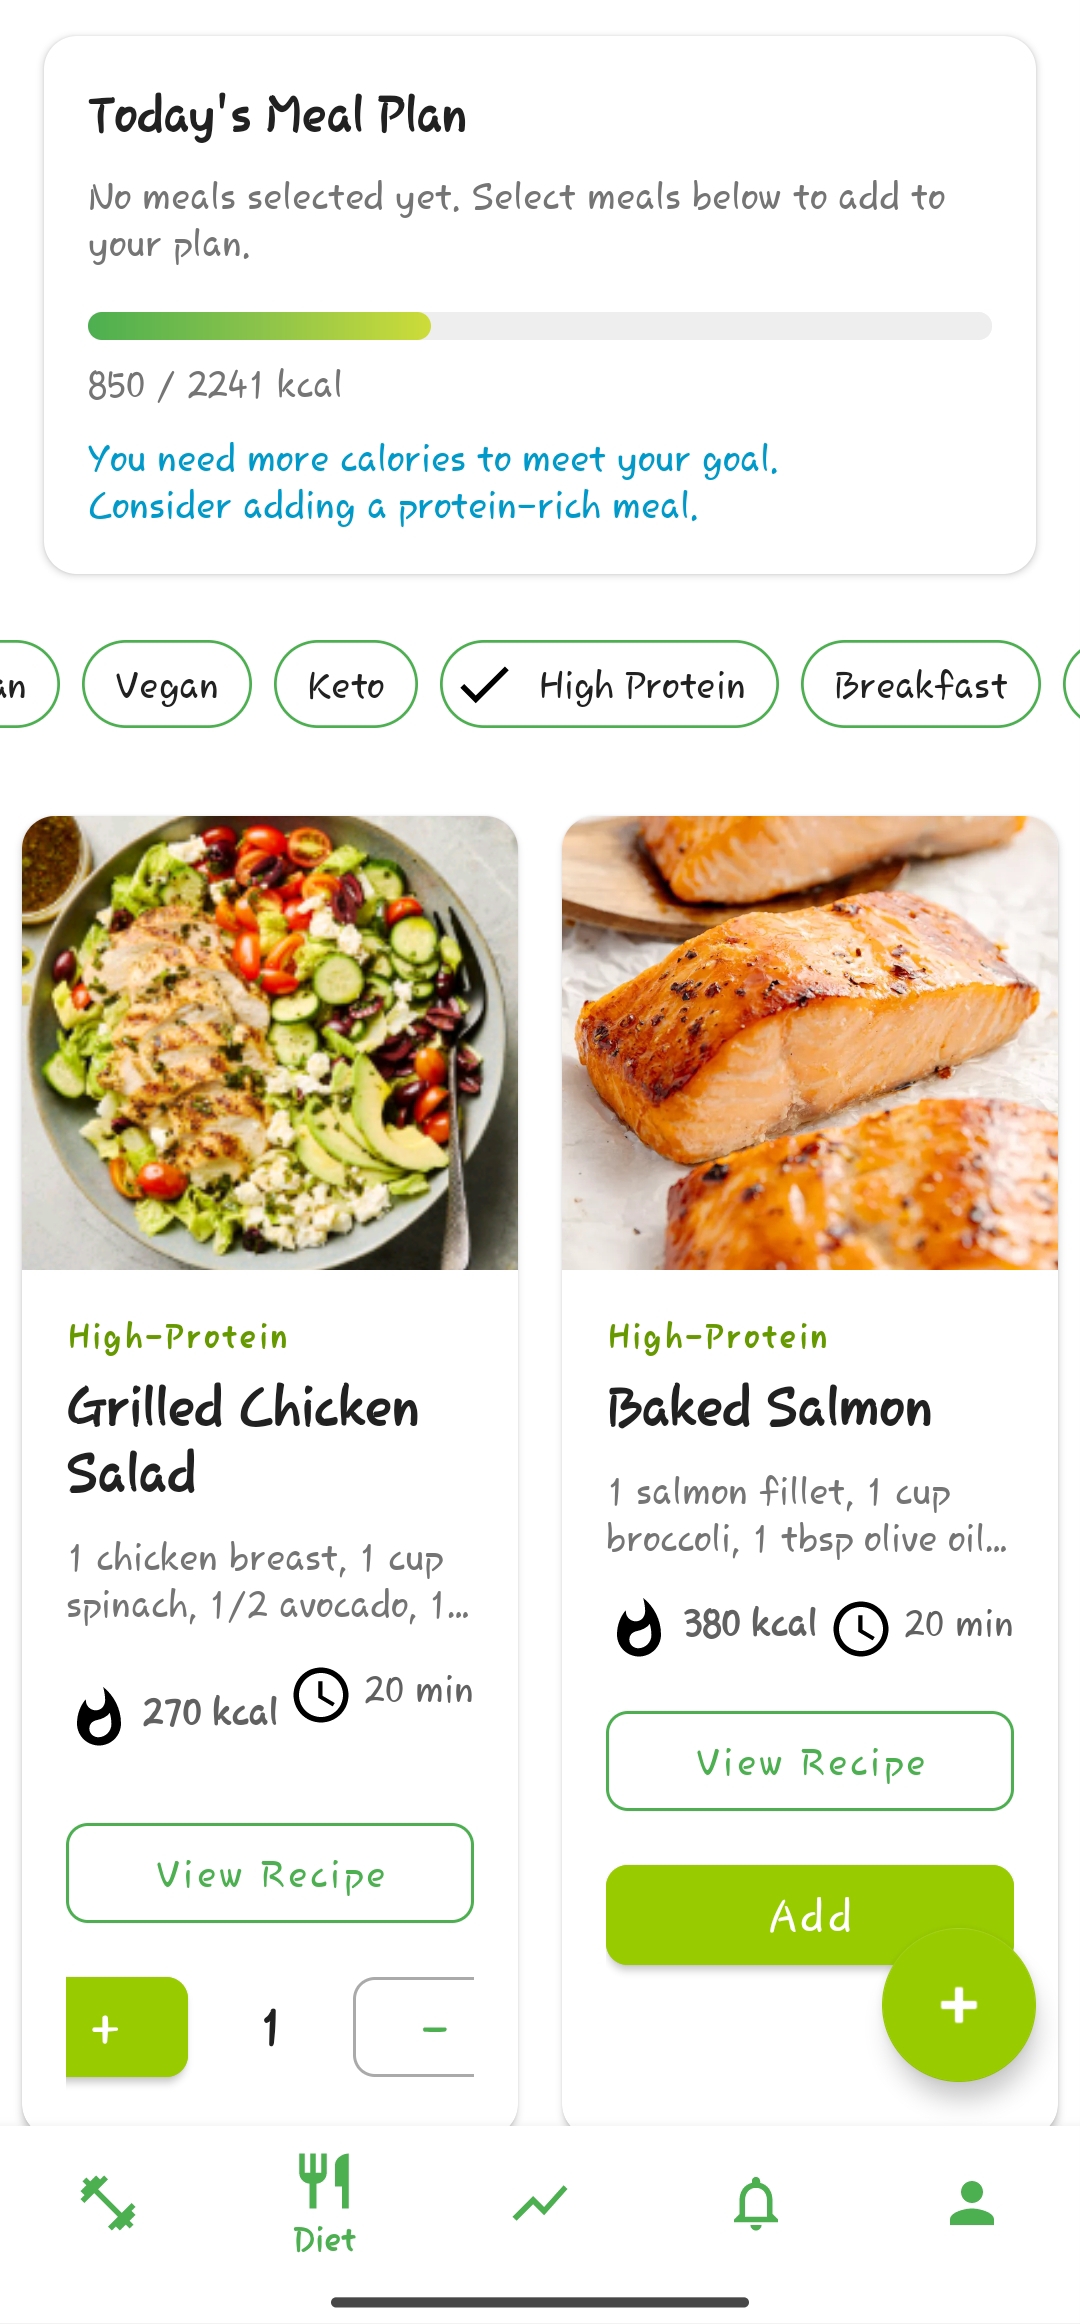 Today's Meal Plan
No meals selected yet. Select meals below to add to
your plan.
850 / 2241 kcal
You need more calories to meet your goal.
Consider adding a protein-rich meal.
an Vegan Keto High Protein Breakfast
High-Protein
Grilled Chicken
Salad
1 chicken breast, 1 cup
spinach, 1/2 avocado, 1...
270 kcal 20 min
View Recipe
+ 1 -
High-Protein
Baked Salmon
1 salmon fillet, 1 cup
broccoli, 1 tbsp olive oil...
380 kcal 20 min
View Recipe
Add
+
Diet